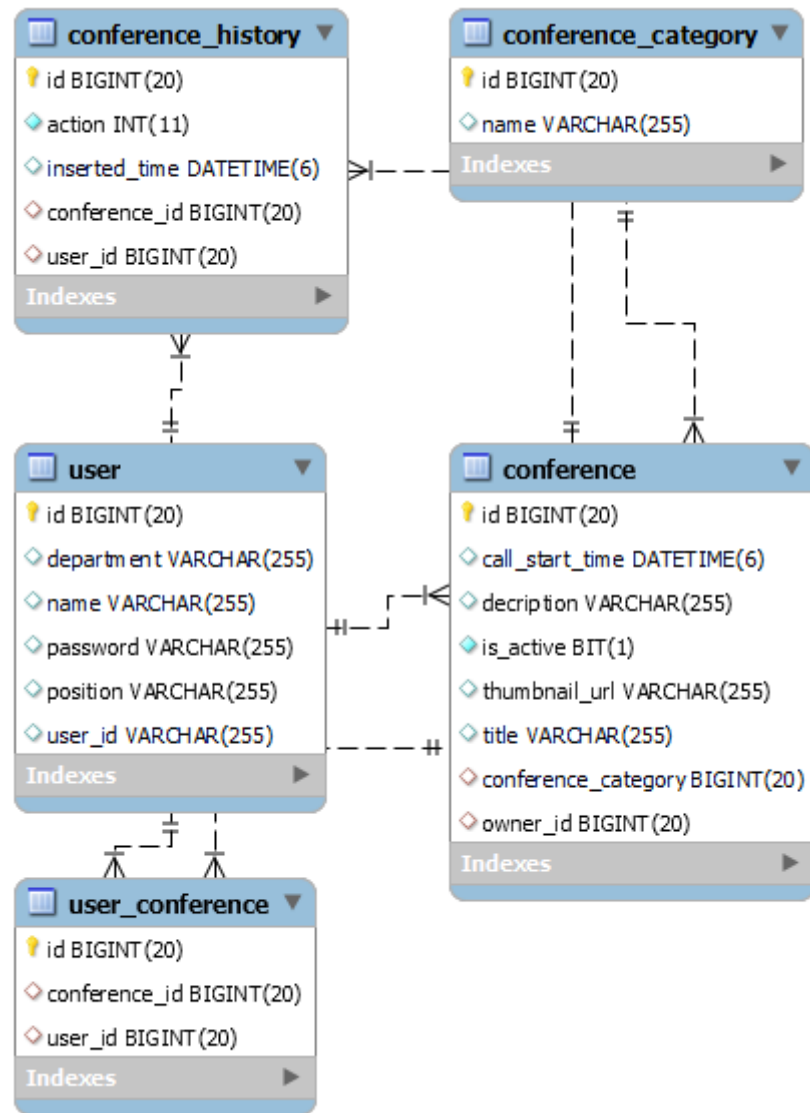 conference_history
id BIGINT(20)
action INT(11)
inserted_time DATETIME(6)
conference_id BIGINT(20)
user_id BIGINT(20)
Indexes
conference_category
id BIGINT(20)
name VARCHAR(255)
Indexes
user
id BIGINT(20)
department VARCHAR(255)
name VARCHAR(255)
password VARCHAR(255)
position VARCHAR(255)
user_id VARCHAR(255)
Indexes
conference
id BIGINT(20)
call_start_time DATETIME(6)
decription VARCHAR(255)
is_active BIT(1)
thumbnail_url VARCHAR(255)
title VARCHAR(255)
conference_category BIGINT(20)
owner_id BIGINT(20)
Indexes
user_conference
id BIGINT(20)
conference_id BIGINT(20)
user_id BIGINT(20)
Indexes